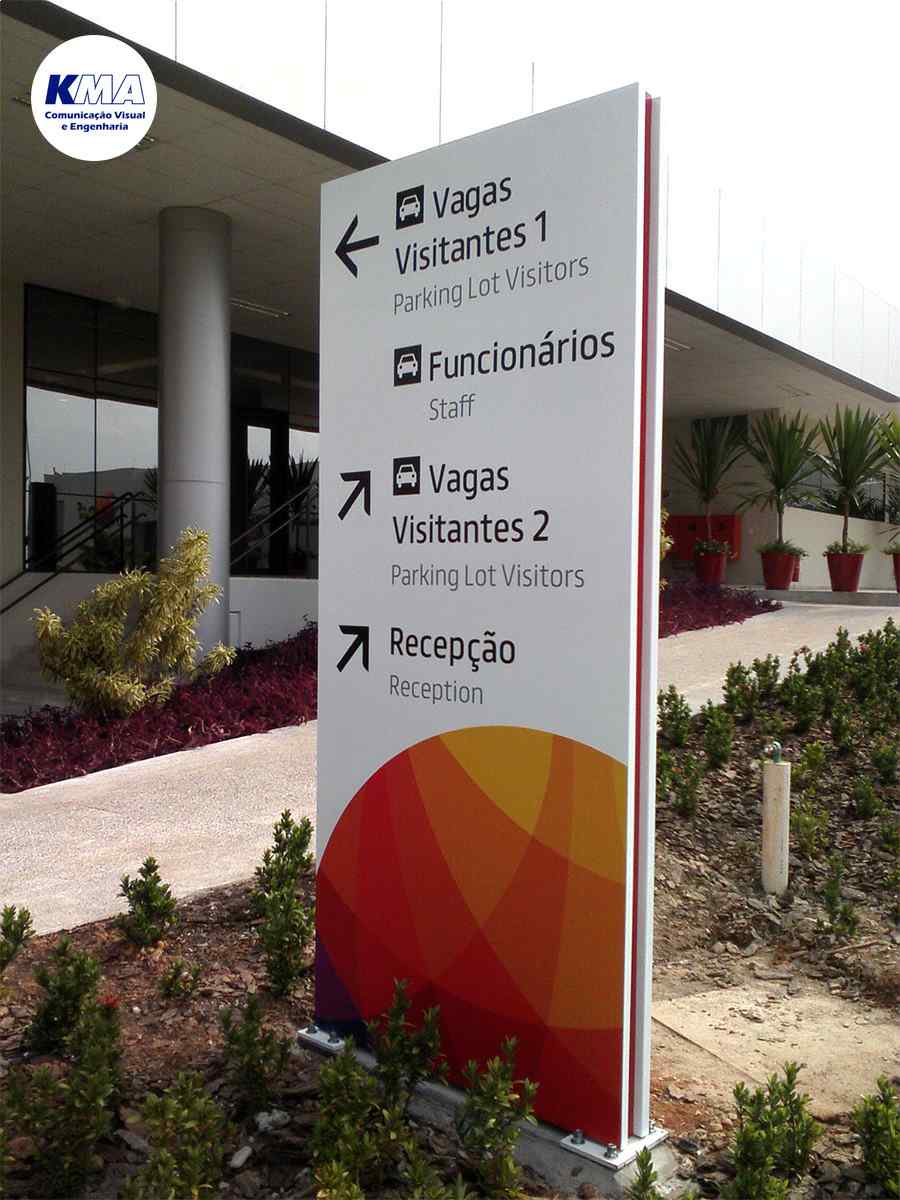 KMA
Comunicação Visual
e Engenharia
Vagas
Visitantes 1
Parking Lot Visitors
Funcionários
Staff
Vagas
Visitantes 2
Parking Lot Visitors
Recepção
Reception